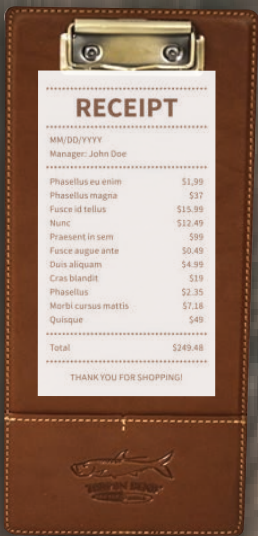 RECEIPT
MM/DD/YYYY
Manager: John Doe
Phasellus eu enim $1,99
Phasellus magna $37
Fusce id tellus $15.99
Nunc $12.49
Praesent in sem $99
Fusce augue ante $0.49
Duis aliquam $4.99
Cras blandit $19
Phasellus $2.35
Morbi cursus mattis $7.18
Quisque $49
Total $249.48
THANK YOU FOR SHOPPING!